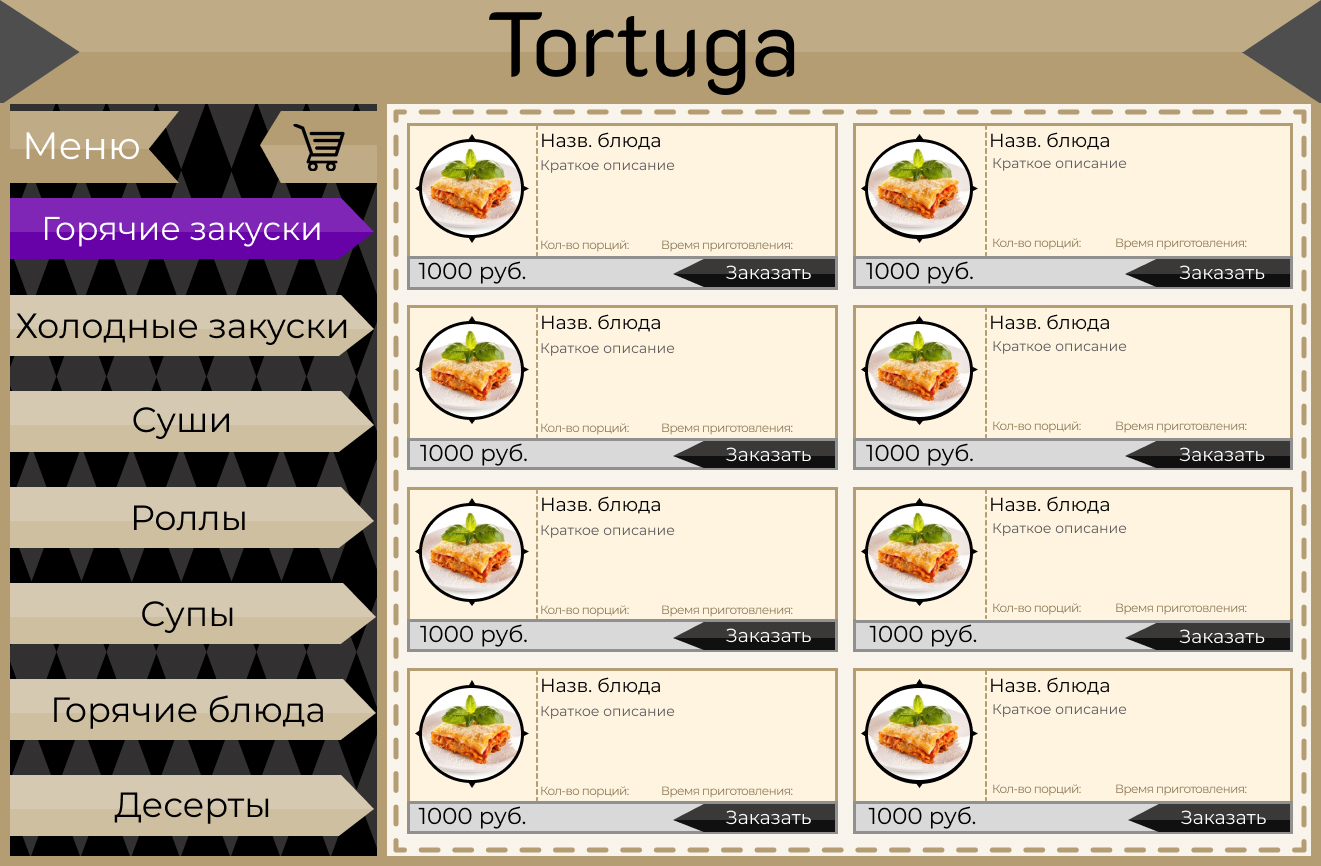 Tortuga
Меню
Горячие закуски
Холодные закуски
Суши
Роллы
Супы
Горячие блюда
Десерты
Назв. блюда
Краткое описание
Кол-во порций: Время приготовления:
1000 руб. Заказать
Назв. блюда
Краткое описание
Кол-во порций: Время приготовления:
1000 руб. Заказать
Назв. блюда
Краткое описание
Кол-во порций: Время приготовления:
1000 руб. Заказать
Назв. блюда
Краткое описание
Кол-во порций: Время приготовления:
1000 руб. Заказать
Назв. блюда
Краткое описание
Кол-во порций: Время приготовления:
1000 руб. Заказать
Назв. блюда
Краткое описание
Кол-во порций: Время приготовления:
1000 руб. Заказать
Назв. блюда
Краткое описание
Кол-во порций: Время приготовления:
1000 руб. Заказать
Назв. блюда
Краткое описание
Кол-во порций: Время приготовления:
1000 руб. Заказать